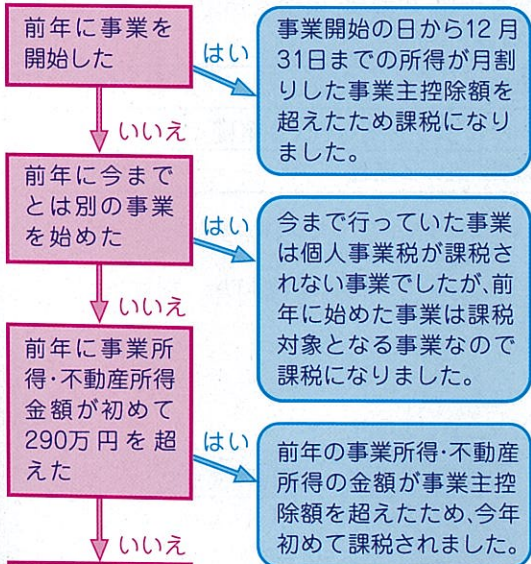 前年に事業を
開始した
はい
事業開始の日から12月
31日までの所得が月割
りした事業主控除額を
超えたため課税になり
ました。
いいえ
前年に今まで
とは別の事業
を始めた
はい
今まで行っていた事業
は個人事業税が課税さ
れない事業でしたが、前
年に始めた事業は課税
対象となる事業なので
課税になりました。
いいえ
前年に事業所
得・不動産所得
金額が初めて
290万円を超
えた
はい
前年の事業所得・不動産
所得の金額が事業主控
除額を超えたため、今年
初めて課税されました。
いいえ